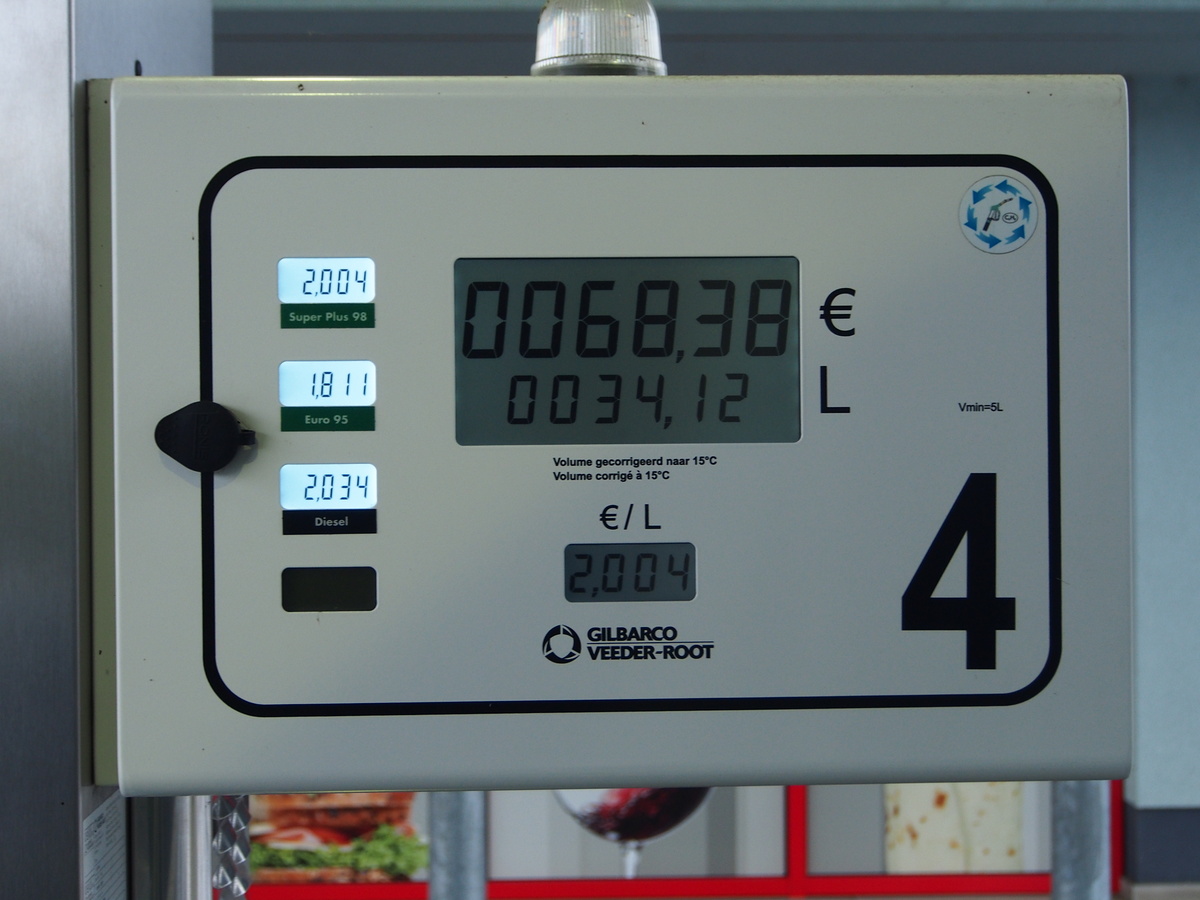 2,004
Super Plus 98
1,811
Euro 95
2,034
Diesel
0068,38 €
0034,12 L
Vmin=5L
Volume gecorrigeerd naar 15°C
Volume corrigé à 15°C
€/L
2,004
GILBARCO
VEEDER-ROOT
4